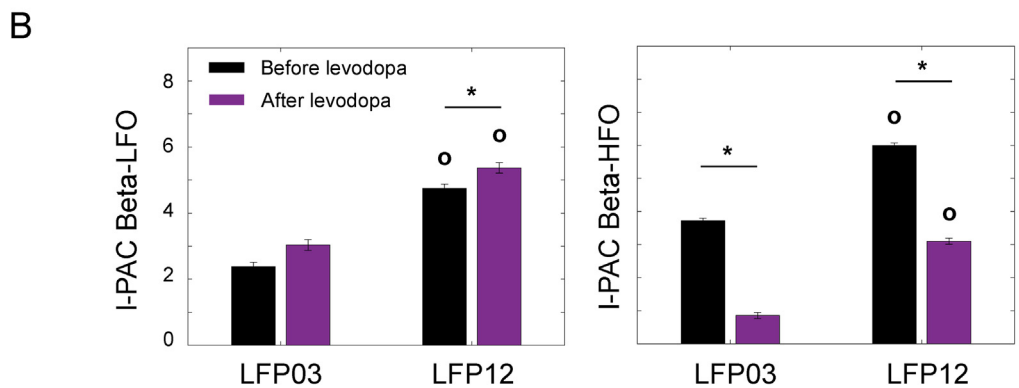 B
I-PAC Beta-LFO
8
6
4
2
0
Before levodopa
After levodopa
*
o
o
LFP03
LFP12
I-PAC Beta-HFO
*
*
o
o
LFP03
LFP12